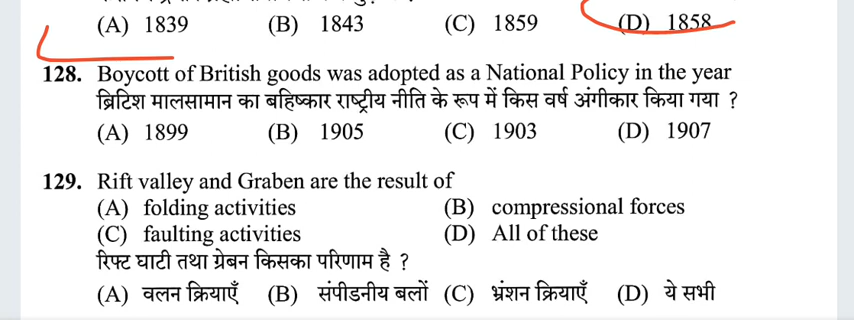 (A) 1839 (B) 1843 (C) 1859 (D) 1858
128. Boycott of British goods was adopted as a National Policy in the year
ब्रिटिश मालसामान का बहिष्कार राष्ट्रीय नीति के रूप में किस वर्ष अंगीकार किया गया ?
(A) 1899 (B) 1905 (C) 1903 (D) 1907
129. Rift valley and Graben are the result of
(A) folding activities (B) compressional forces
(C) faulting activities (D) All of these
रिफ्ट घाटी तथा ग्रेबन किसका परिणाम है ?
(A) वलन क्रियाएँ (B) संपीडनीय बलों (C) भ्रंशन क्रियाएँ (D) ये सभी